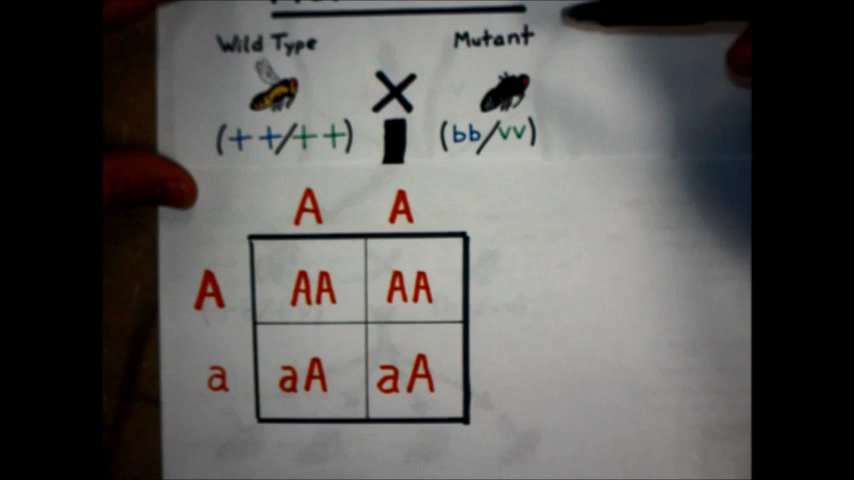 Wild Type Mutant
X
(++/++) (bb/vv)
A A
A AA AA
a aA aA